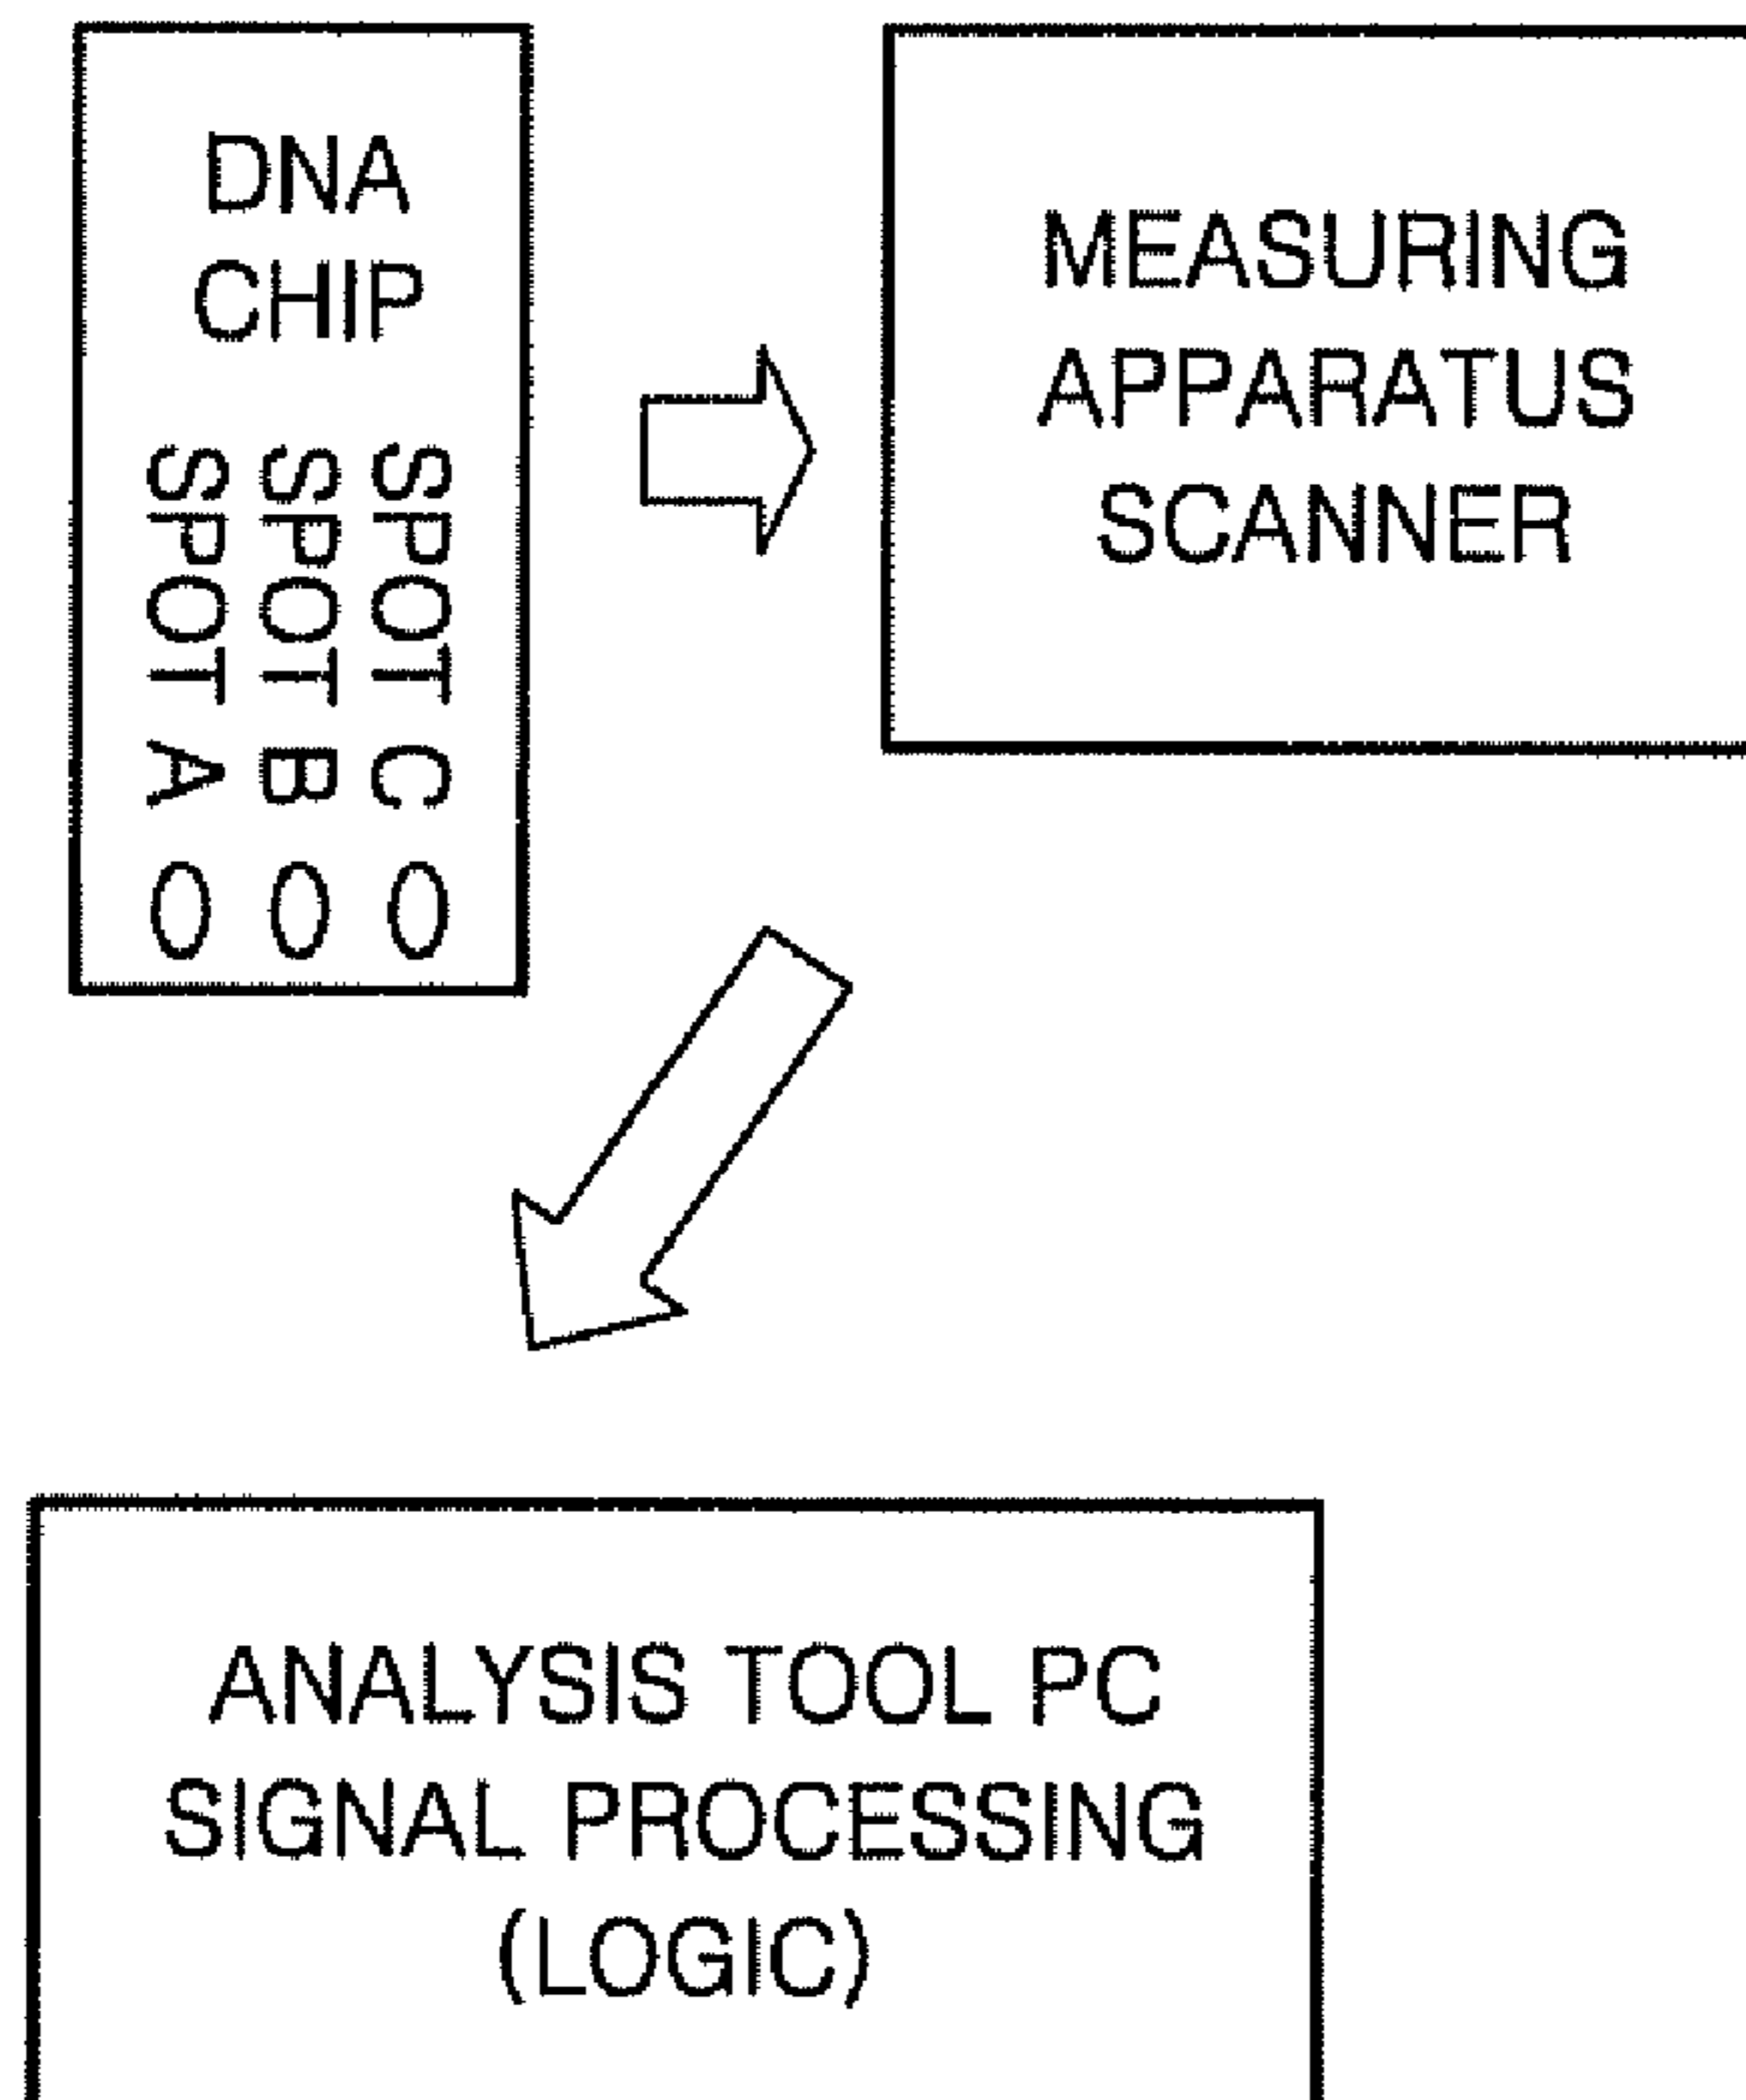 DNA
CHIP
SPOT A
SPOT B
SPOT C
MEASURING
APPARATUS
SCANNER
ANALYSIS TOOL PC
SIGNAL PROCESSING
(LOGIC)